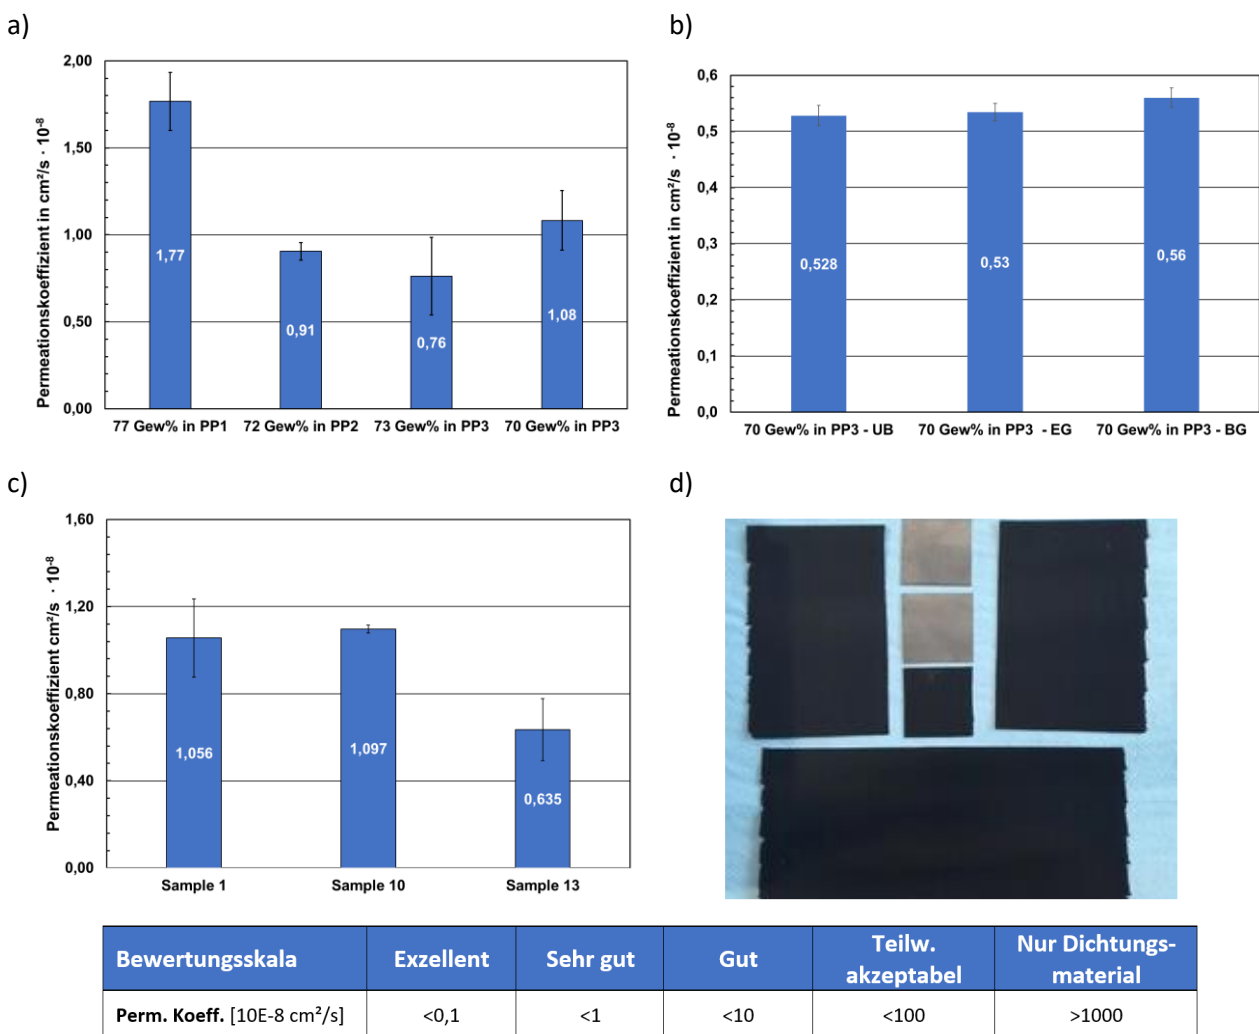 a)
Permeationskoeffizient in cm²/s · 10⁻⁸
2,00
1,50
1,00
0,50
0,00
1,77
0,91
0,76
1,08
77 Gew% in PP1 72 Gew% in PP2 73 Gew% in PP3 70 Gew% in PP3
b)
Permeationskoeffizient in cm²/s · 10⁻⁸
0,6
0,5
0,4
0,3
0,2
0,1
0,0
0,528
0,53
0,56
70 Gew% in PP3 - UB 70 Gew% in PP3 - EG 70 Gew% in PP3 - BG
c)
Permeationskoeffizient cm²/s · 10⁻⁸
1,60
1,20
0,80
0,40
0,00
1,056
1,097
0,635
Sample 1 Sample 10 Sample 13
d)
Bewertungsskala Exzellent Sehr gut Gut Teilw. akzeptabel Nur Dichtungs-material
Perm. Koeff. [10E-8 cm²/s] <0,1 <1 <10 <100 >1000